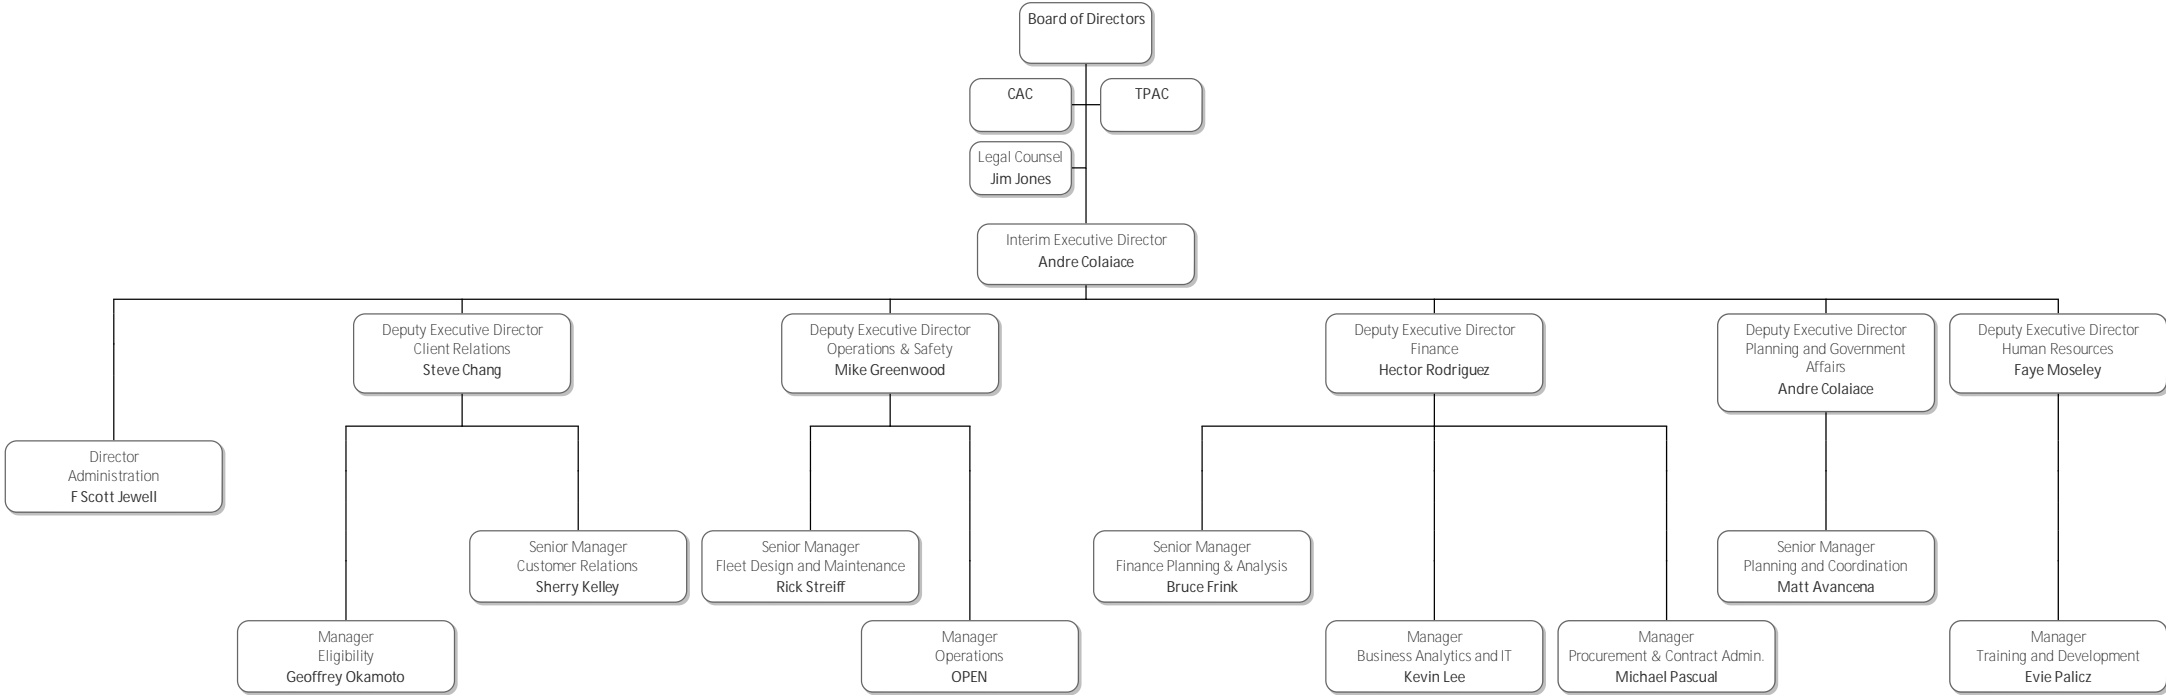 Board of Directors
CAC
TPAC
Legal Counsel
Jim Jones
Interim Executive Director
Andre Colaiace
Deputy Executive Director
Client Relations
Steve Chang
Deputy Executive Director
Operations & Safety
Mike Greenwood
Deputy Executive Director
Finance
Hector Rodriguez
Deputy Executive Director
Planning and Government
Affairs
Andre Colaiace
Deputy Executive Director
Human Resources
Faye Moseley
Director
Administration
F Scott Jewell
Senior Manager
Customer Relations
Sherry Kelley
Senior Manager
Fleet Design and Maintenance
Rick Streiff
Senior Manager
Finance Planning & Analysis
Bruce Frink
Senior Manager
Planning and Coordination
Matt Avancena
Manager
Eligibility
Geoffrey Okamoto
Manager
Operations
OPEN
Manager
Business Analytics and IT
Kevin Lee
Manager
Procurement & Contract Admin.
Michael Pascual
Manager
Training and Development
Evie Palicz